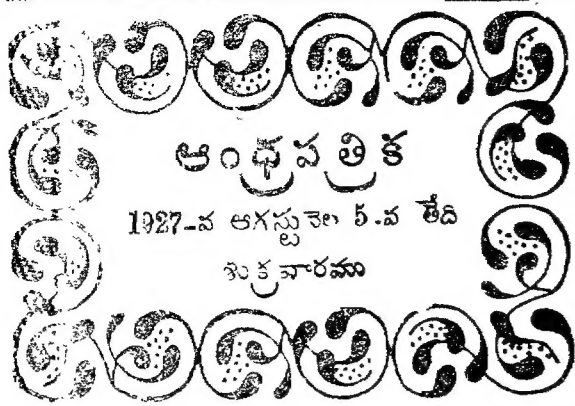 ఆంధ్రపత్రిక
1927-వ ఆగస్టు నెల 5-వ తేది
శుక్రవారము